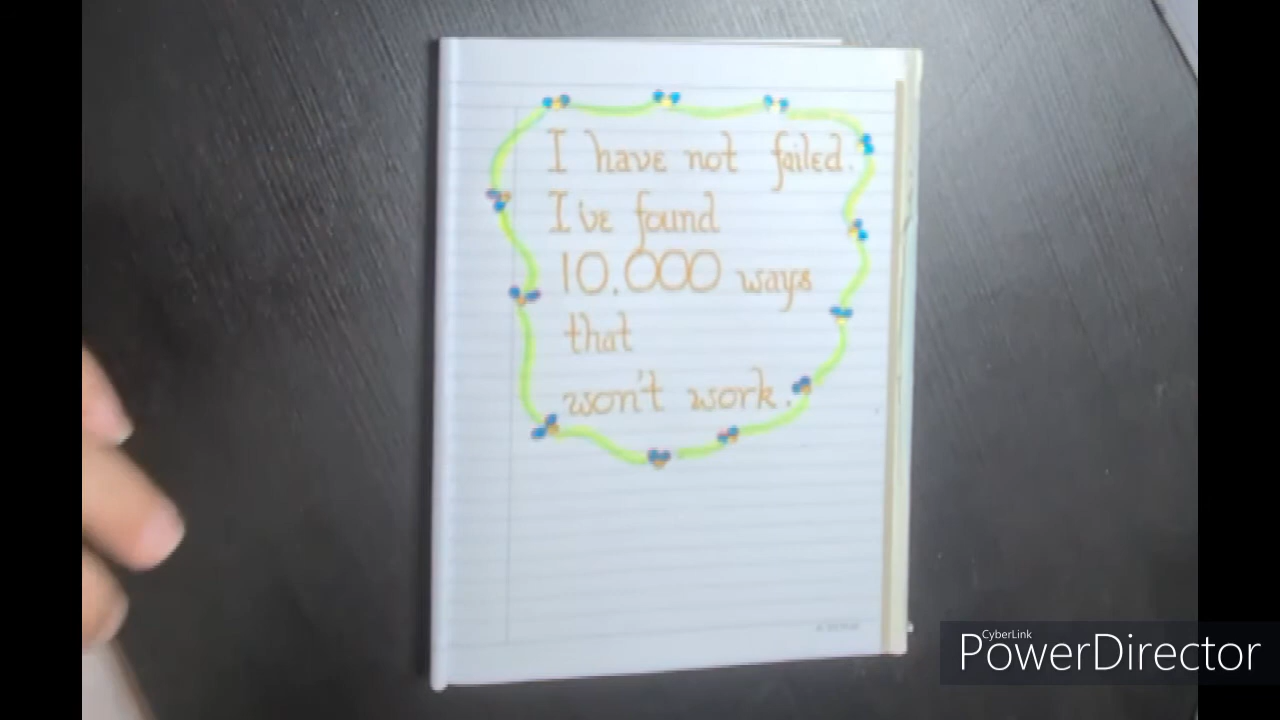 I have not failed.
I've found
10.000 ways
that
won't work.
CyberLink
PowerDirector